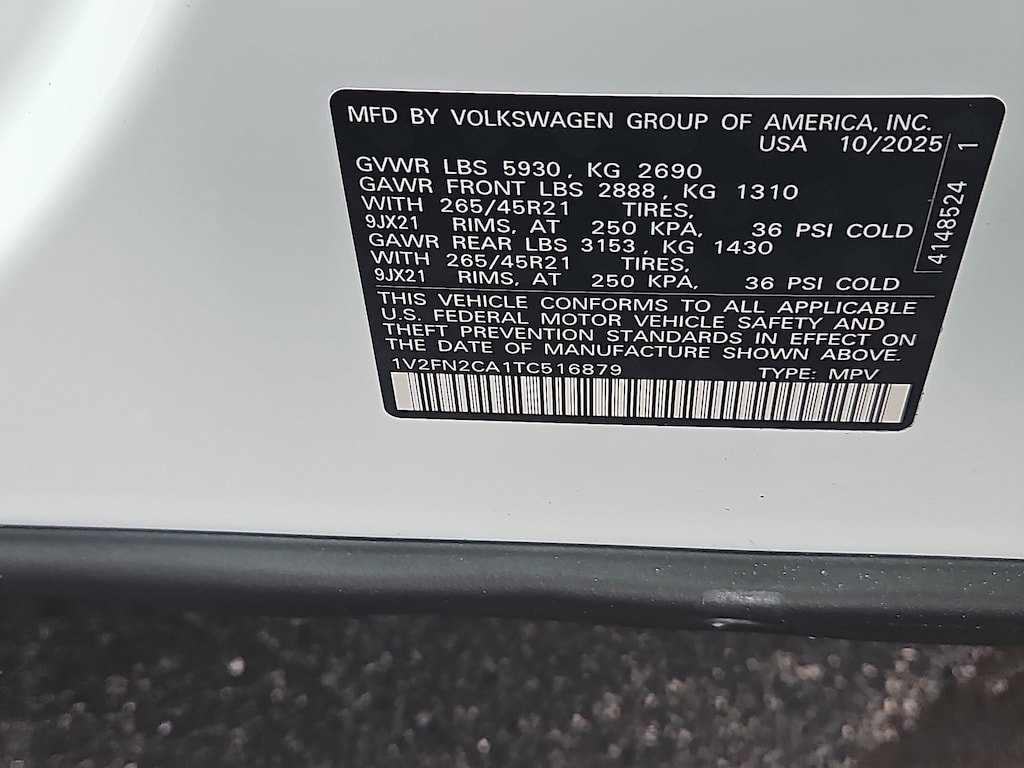 MFD BY VOLKSWAGEN GROUP OF AMERICA, INC.
USA 10/2025
GVWR LBS 5930, KG 2690
GAWR FRONT LBS 2888, KG 1310
WITH 265/45R21 TIRES,
9JX21 RIMS, AT 250 KPA, 36 PSI COLD
GAWR REAR LBS 3153, KG 1430
WITH 265/45R21 TIRES,
9JX21 RIMS, AT 250 KPA, 36 PSI COLD
THIS VEHICLE CONFORMS TO ALL APPLICABLE
U.S. FEDERAL MOTOR VEHICLE SAFETY AND
THEFT PREVENTION STANDARDS IN EFFECT ON
THE DATE OF MANUFACTURE SHOWN ABOVE.
1V2FN2CA1TC516879 TYPE: MPV
4148524 1